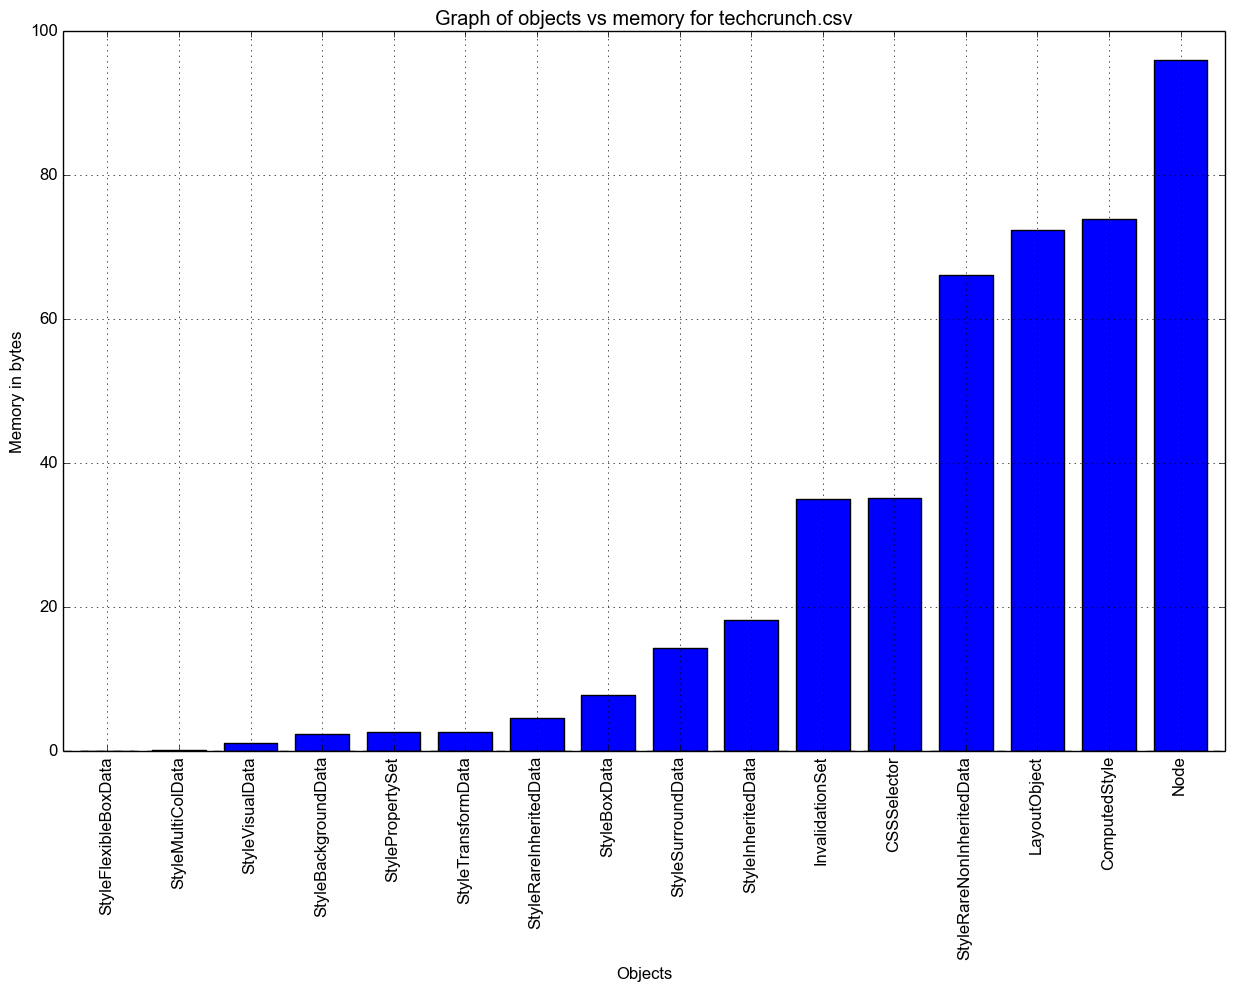 Graph of objects vs memory for techcrunch.csv
100
80
60
40
20
0
Memory in bytes
StyleFlexibleBoxData
StyleMultiColData
StyleVisualData
StyleBackgroundData
StylePropertySet
StyleTransformData
StyleRareInheritedData
StyleBoxData
StyleSurroundData
StyleInheritedData
InvalidationSet
CSSSelector
StyleRareNonInheritedData
LayoutObject
ComputedStyle
Node
Objects